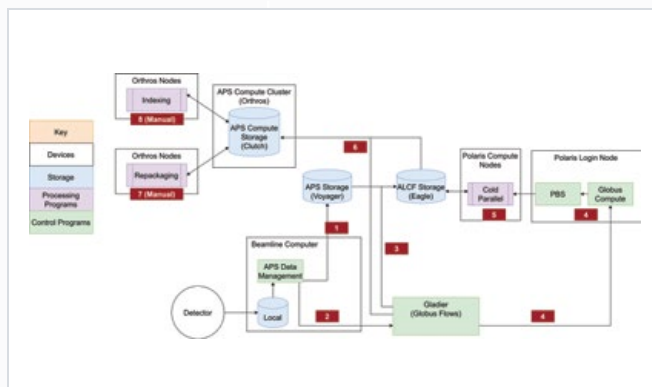 Key
Devices
Storage
Processing
Programs
Control Programs
Orthros Nodes
Indexing
8 (Manual)
Orthros Nodes
Repackaging
7 (Manual)
APS Compute Cluster
(Orthros)
APS Compute
Storage
(Clutch)
6
APS Storage
(Voyager)
ALCF Storage
(Eagle)
Polaris Compute
Nodes
Cold
Parallel
5
Polaris Login Node
PBS
Globus
Compute
4
1
3
Beamline Computer
APS Data
Management
Local
Detector
2
Gladier
(Globus Flows)
4